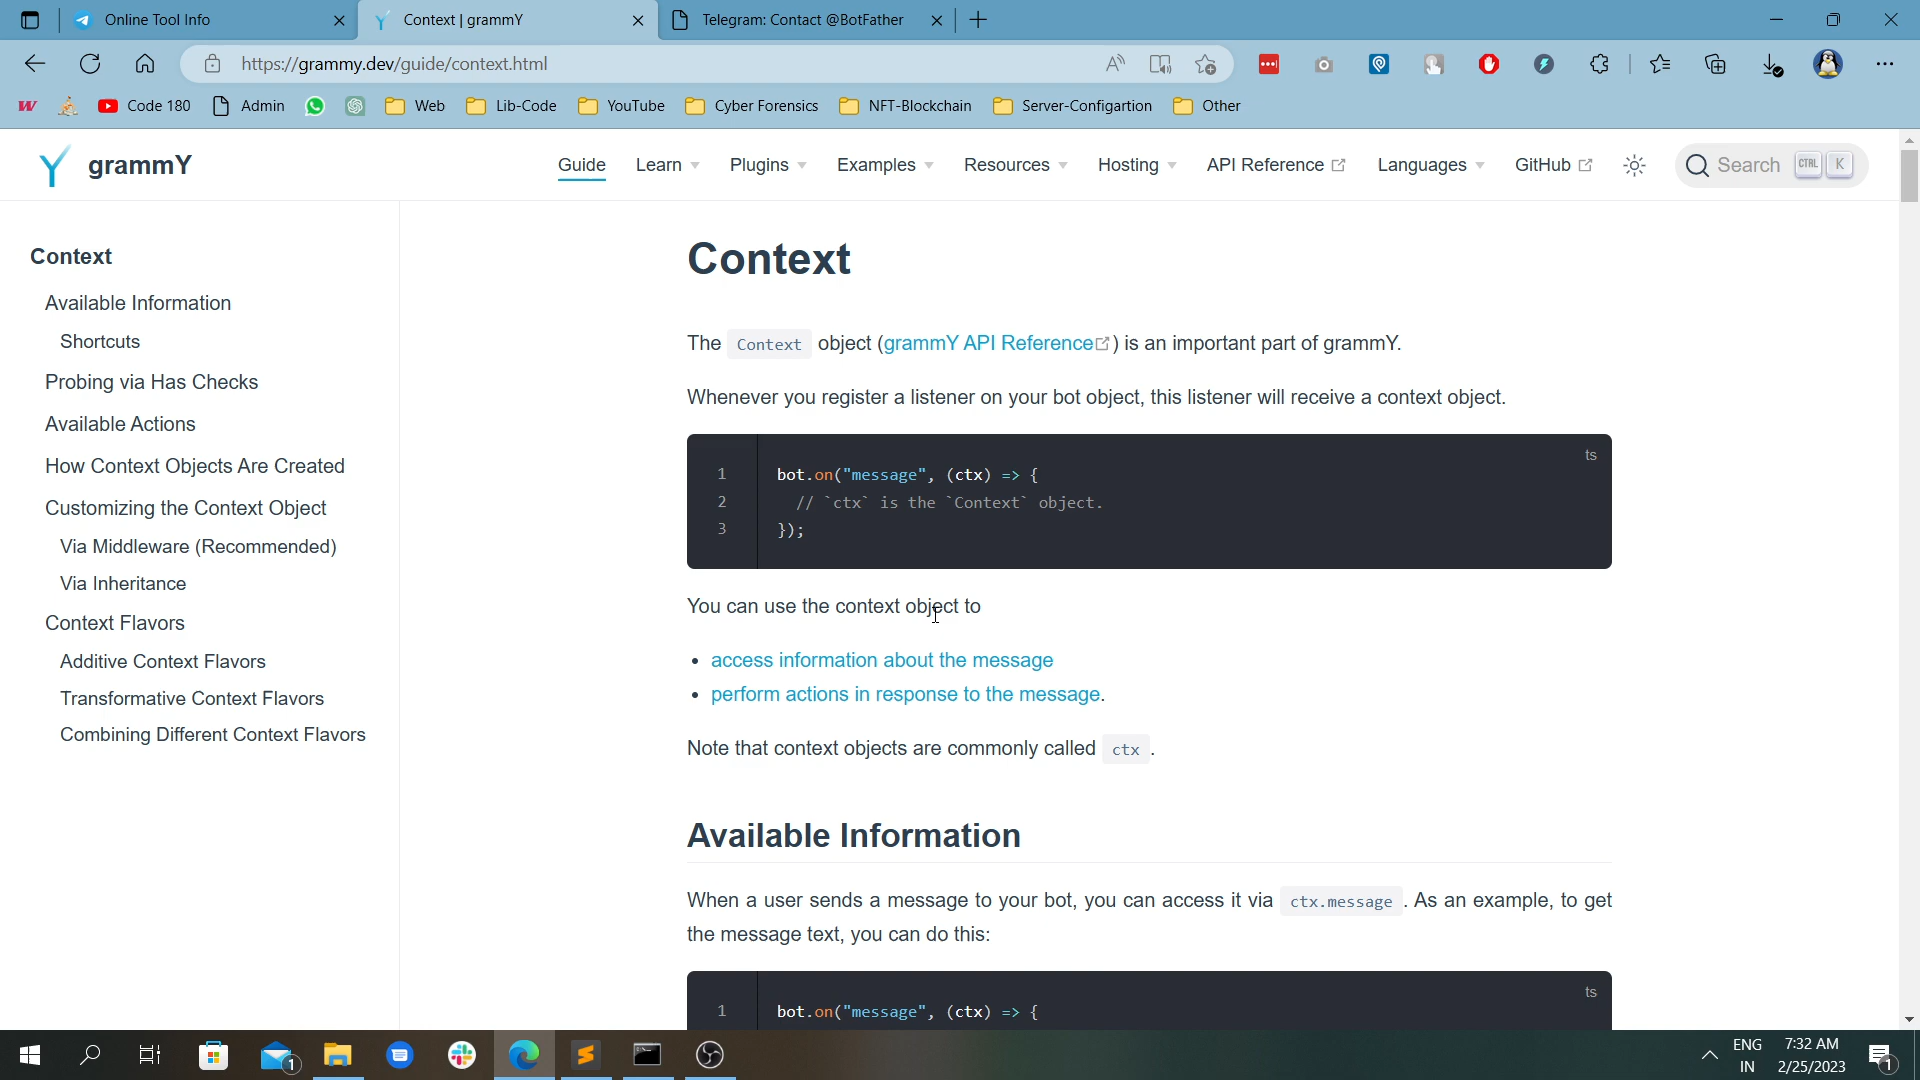 Online Tool Info
Context | grammY
Telegram: Contact @BotFather
https://grammy.dev/guide/context.html
Code 180
Admin
Web
Lib-Code
YouTube
Cyber Forensics
NFT-Blockchain
Server-Configartion
Other
grammY
Guide
Learn
Plugins
Examples
Resources
Hosting
API Reference
Languages
GitHub
Search
CTRL
K
Context
Available Information
Shortcuts
Probing via Has Checks
Available Actions
How Context Objects Are Created
Customizing the Context Object
Via Middleware (Recommended)
Via Inheritance
Context Flavors
Additive Context Flavors
Transformative Context Flavors
Combining Different Context Flavors
Context
The Context object (grammY API Reference) is an important part of grammY.
Whenever you register a listener on your bot object, this listener will receive a context object.
ts
1 bot.on("message", (ctx) => {
2 // `ctx` is the `Context` object.
3 });
You can use the context object to
• access information about the message
• perform actions in response to the message.
Note that context objects are commonly called ctx .
Available Information
When a user sends a message to your bot, you can access it via ctx.message . As an example, to get
the message text, you can do this:
ts
1 bot.on("message", (ctx) => {
1
ENG
IN
7:32 AM
2/25/2023
1